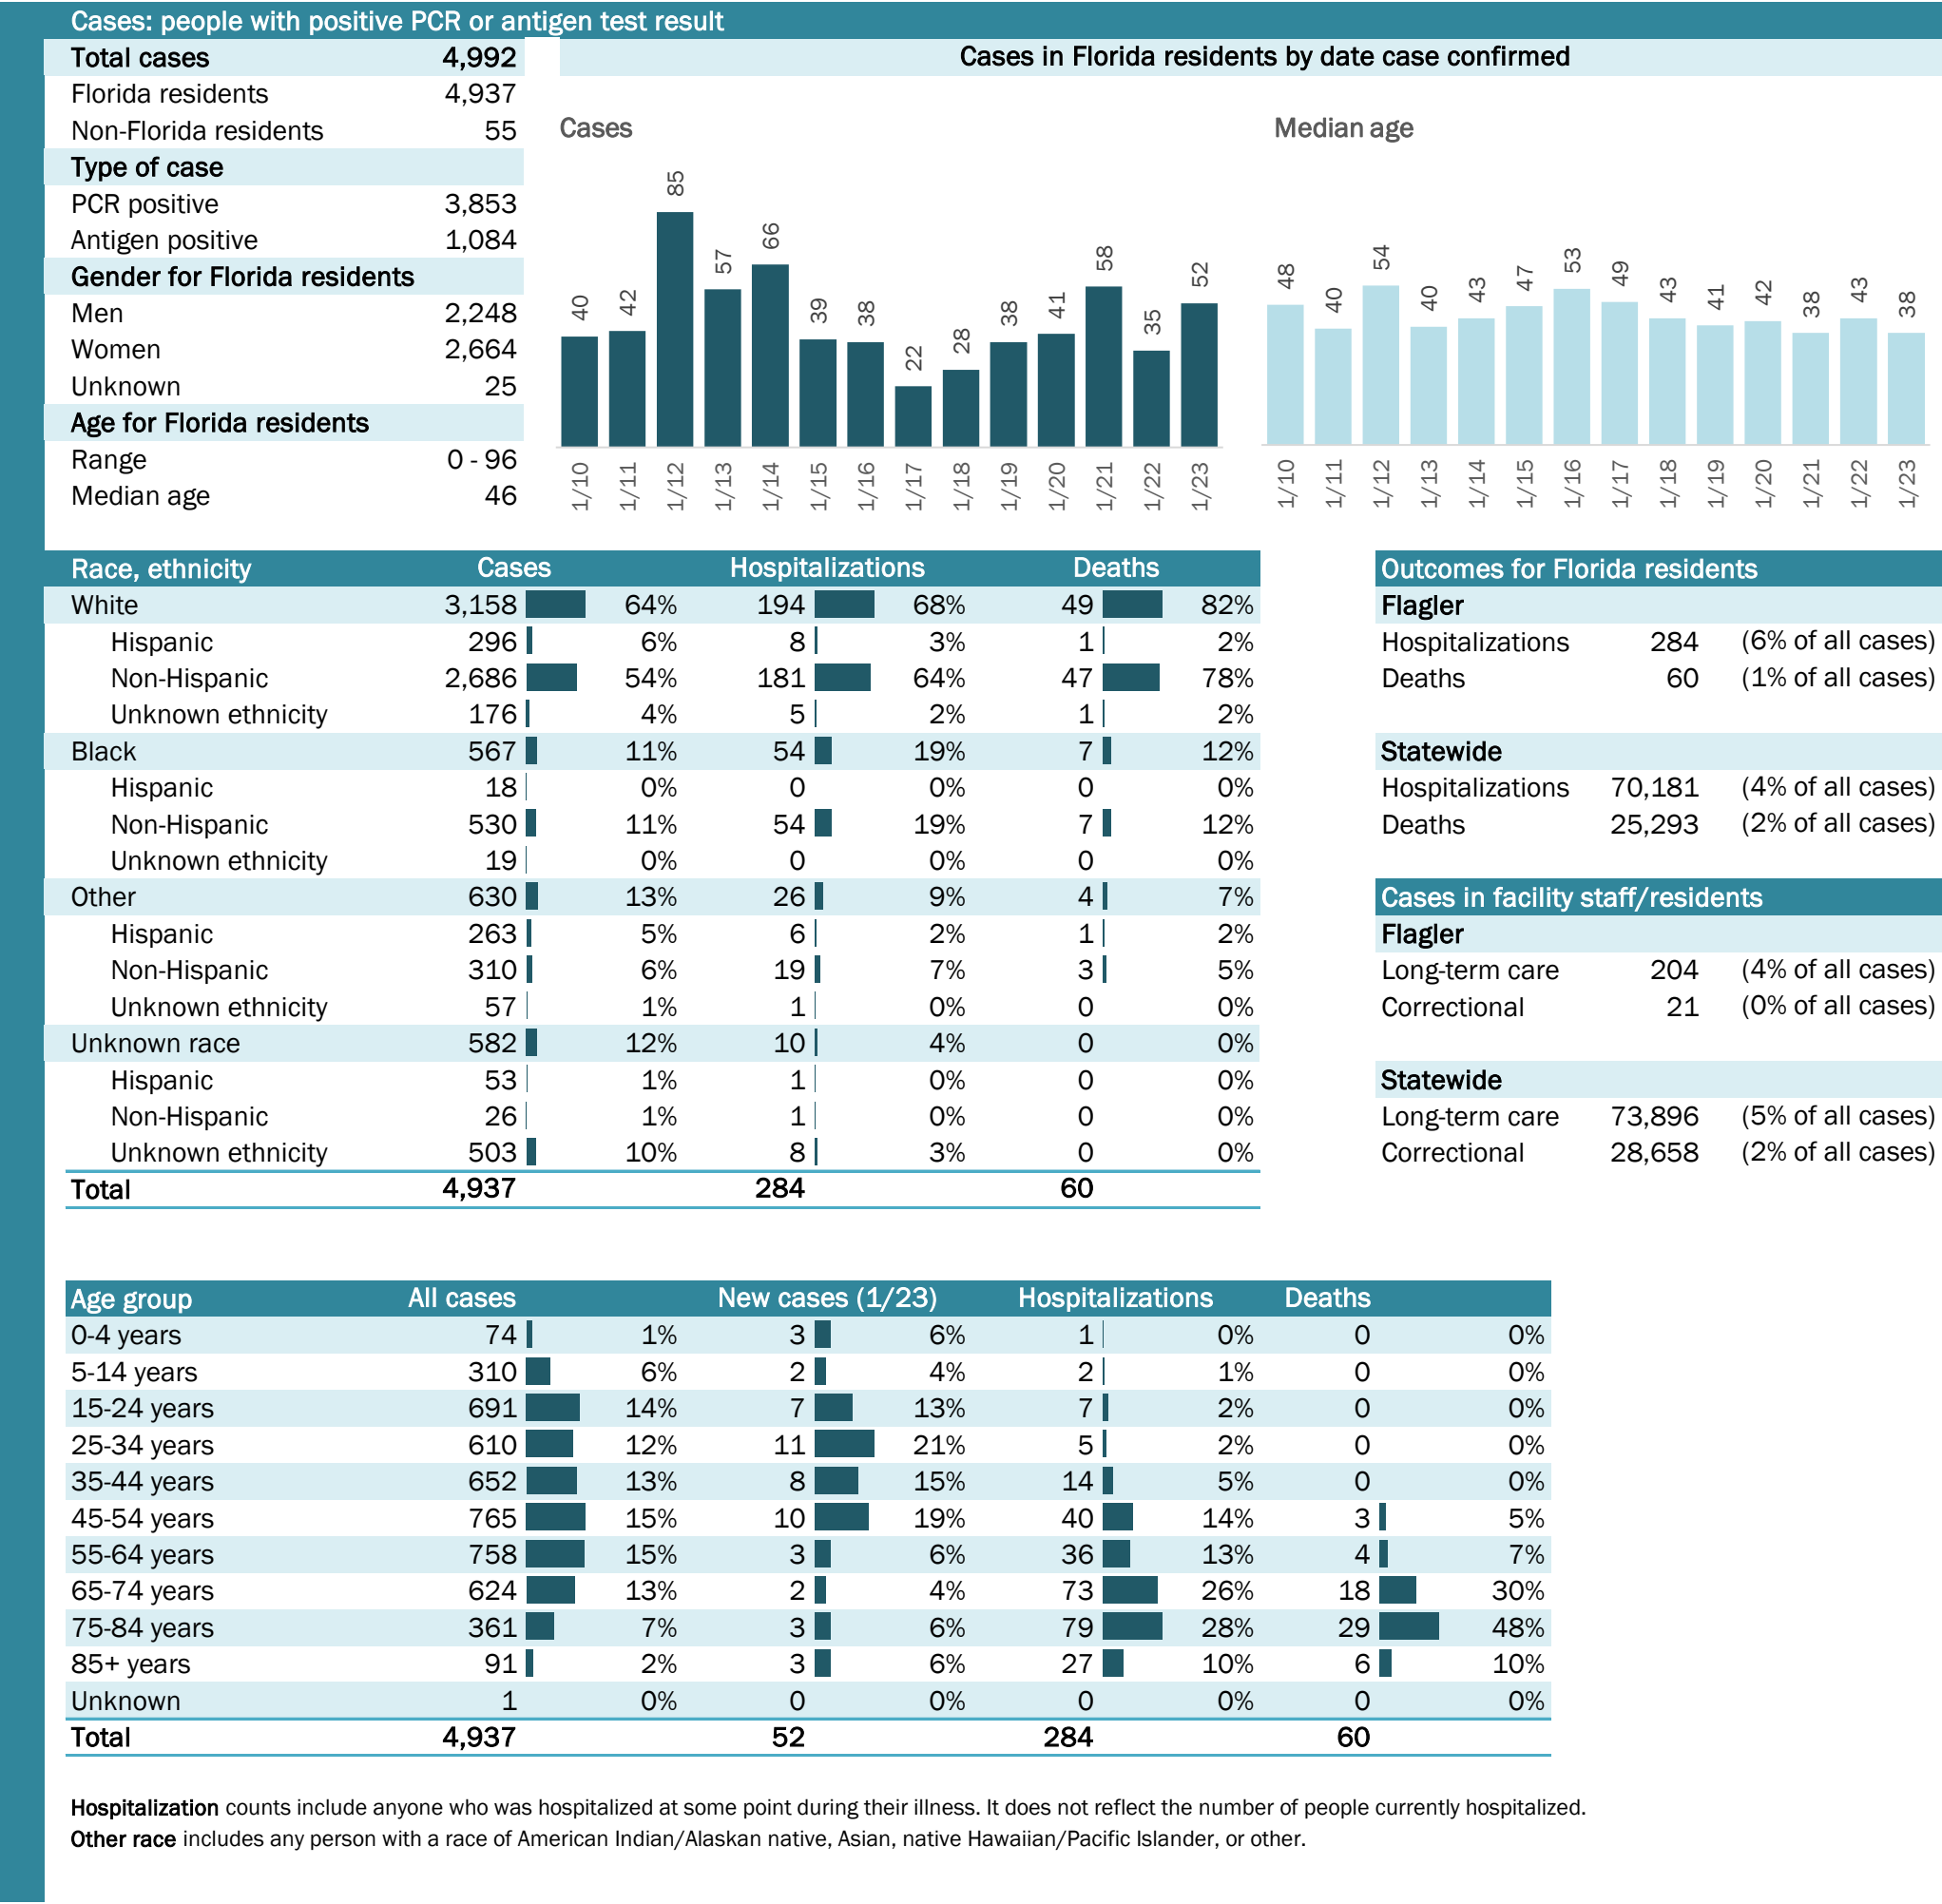 Cases: people with positive PCR or antigen test result
Total cases 4,992
Florida residents 4,937
Non-Florida residents 55
Type of case
PCR positive 3,853
Antigen positive 1,084
Gender for Florida residents
Men 2,248
Women 2,664
Unknown 25
Age for Florida residents
Range 0 - 96
Median age 46
Cases in Florida residents by date case confirmed
Cases
40 42 85 57 66 39 38 22 28 38 41 58 35 52
1/10 1/11 1/12 1/13 1/14 1/15 1/16 1/17 1/18 1/19 1/20 1/21 1/22 1/23
Median age
48 40 54 40 43 47 53 49 43 41 42 38 43 38
1/10 1/11 1/12 1/13 1/14 1/15 1/16 1/17 1/18 1/19 1/20 1/21 1/22 1/23
Race, ethnicity Cases Hospitalizations Deaths
White 3,158 64% 194 68% 49 82%
Hispanic 296 6% 8 3% 1 2%
Non-Hispanic 2,686 54% 181 64% 47 78%
Unknown ethnicity 176 4% 5 2% 1 2%
Black 567 11% 54 19% 7 12%
Hispanic 18 0% 0 0% 0 0%
Non-Hispanic 530 11% 54 19% 7 12%
Unknown ethnicity 19 0% 0 0% 0 0%
Other 630 13% 26 9% 4 7%
Hispanic 263 5% 6 2% 1 2%
Non-Hispanic 310 6% 19 7% 3 5%
Unknown ethnicity 57 1% 1 0% 0 0%
Unknown race 582 12% 10 4% 0 0%
Hispanic 53 1% 1 0% 0 0%
Non-Hispanic 26 1% 1 0% 0 0%
Unknown ethnicity 503 10% 8 3% 0 0%
Total 4,937 284 60
Outcomes for Florida residents
Flagler
Hospitalizations 284 (6% of all cases)
Deaths 60 (1% of all cases)
Statewide
Hospitalizations 70,181 (4% of all cases)
Deaths 25,293 (2% of all cases)
Cases in facility staff/residents
Flagler
Long-term care 204 (4% of all cases)
Correctional 21 (0% of all cases)
Statewide
Long-term care 73,896 (5% of all cases)
Correctional 28,658 (2% of all cases)
Age group All cases New cases (1/23) Hospitalizations Deaths
0-4 years 74 1% 3 6% 1 0% 0 0%
5-14 years 310 6% 2 4% 2 1% 0 0%
15-24 years 691 14% 7 13% 7 2% 0 0%
25-34 years 610 12% 11 21% 5 2% 0 0%
35-44 years 652 13% 8 15% 14 5% 0 0%
45-54 years 765 15% 10 19% 40 14% 3 5%
55-64 years 758 15% 3 6% 36 13% 4 7%
65-74 years 624 13% 2 4% 73 26% 18 30%
75-84 years 361 7% 3 6% 79 28% 29 48%
85+ years 91 2% 3 6% 27 10% 6 10%
Unknown 1 0% 0 0% 0 0% 0 0%
Total 4,937 52 284 60
Hospitalization counts include anyone who was hospitalized at some point during their illness. It does not reflect the number of people currently hospitalized.
Other race includes any person with a race of American Indian/Alaskan native, Asian, native Hawaiian/Pacific Islander, or other.